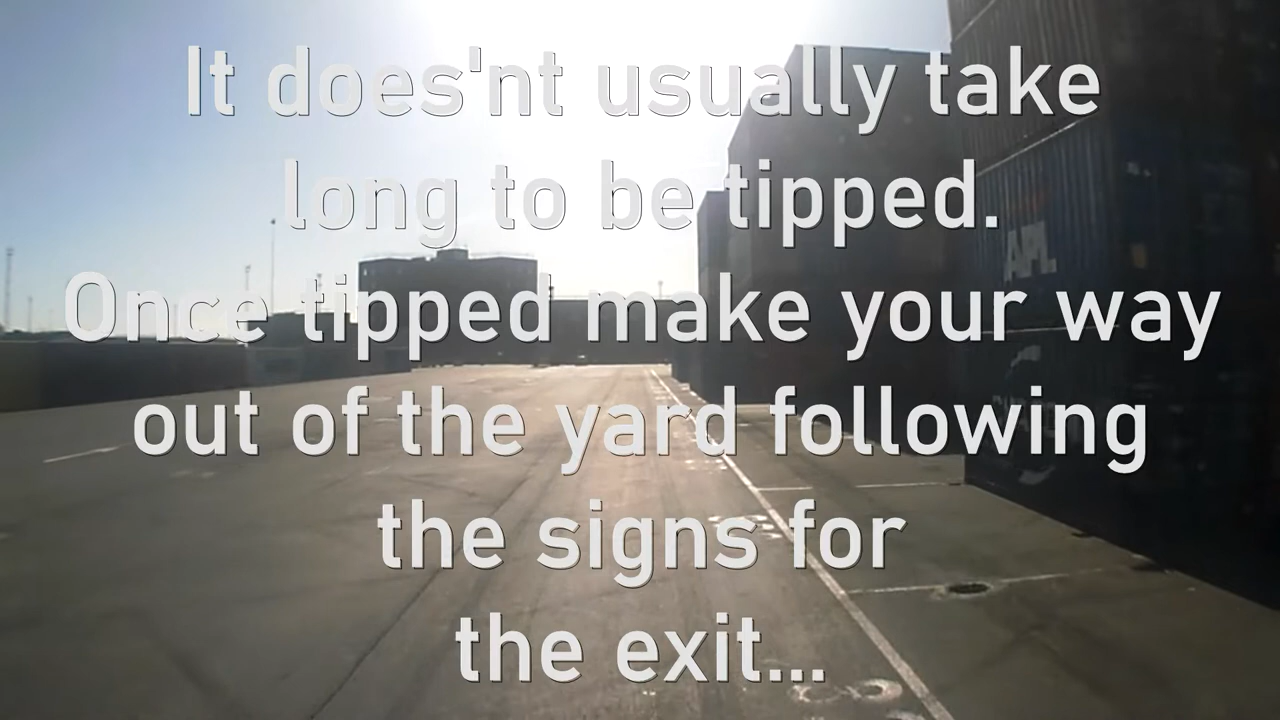 It does'nt usually take
long to be tipped.
Once tipped make your way
out of the yard following
the signs for
the exit...
APL